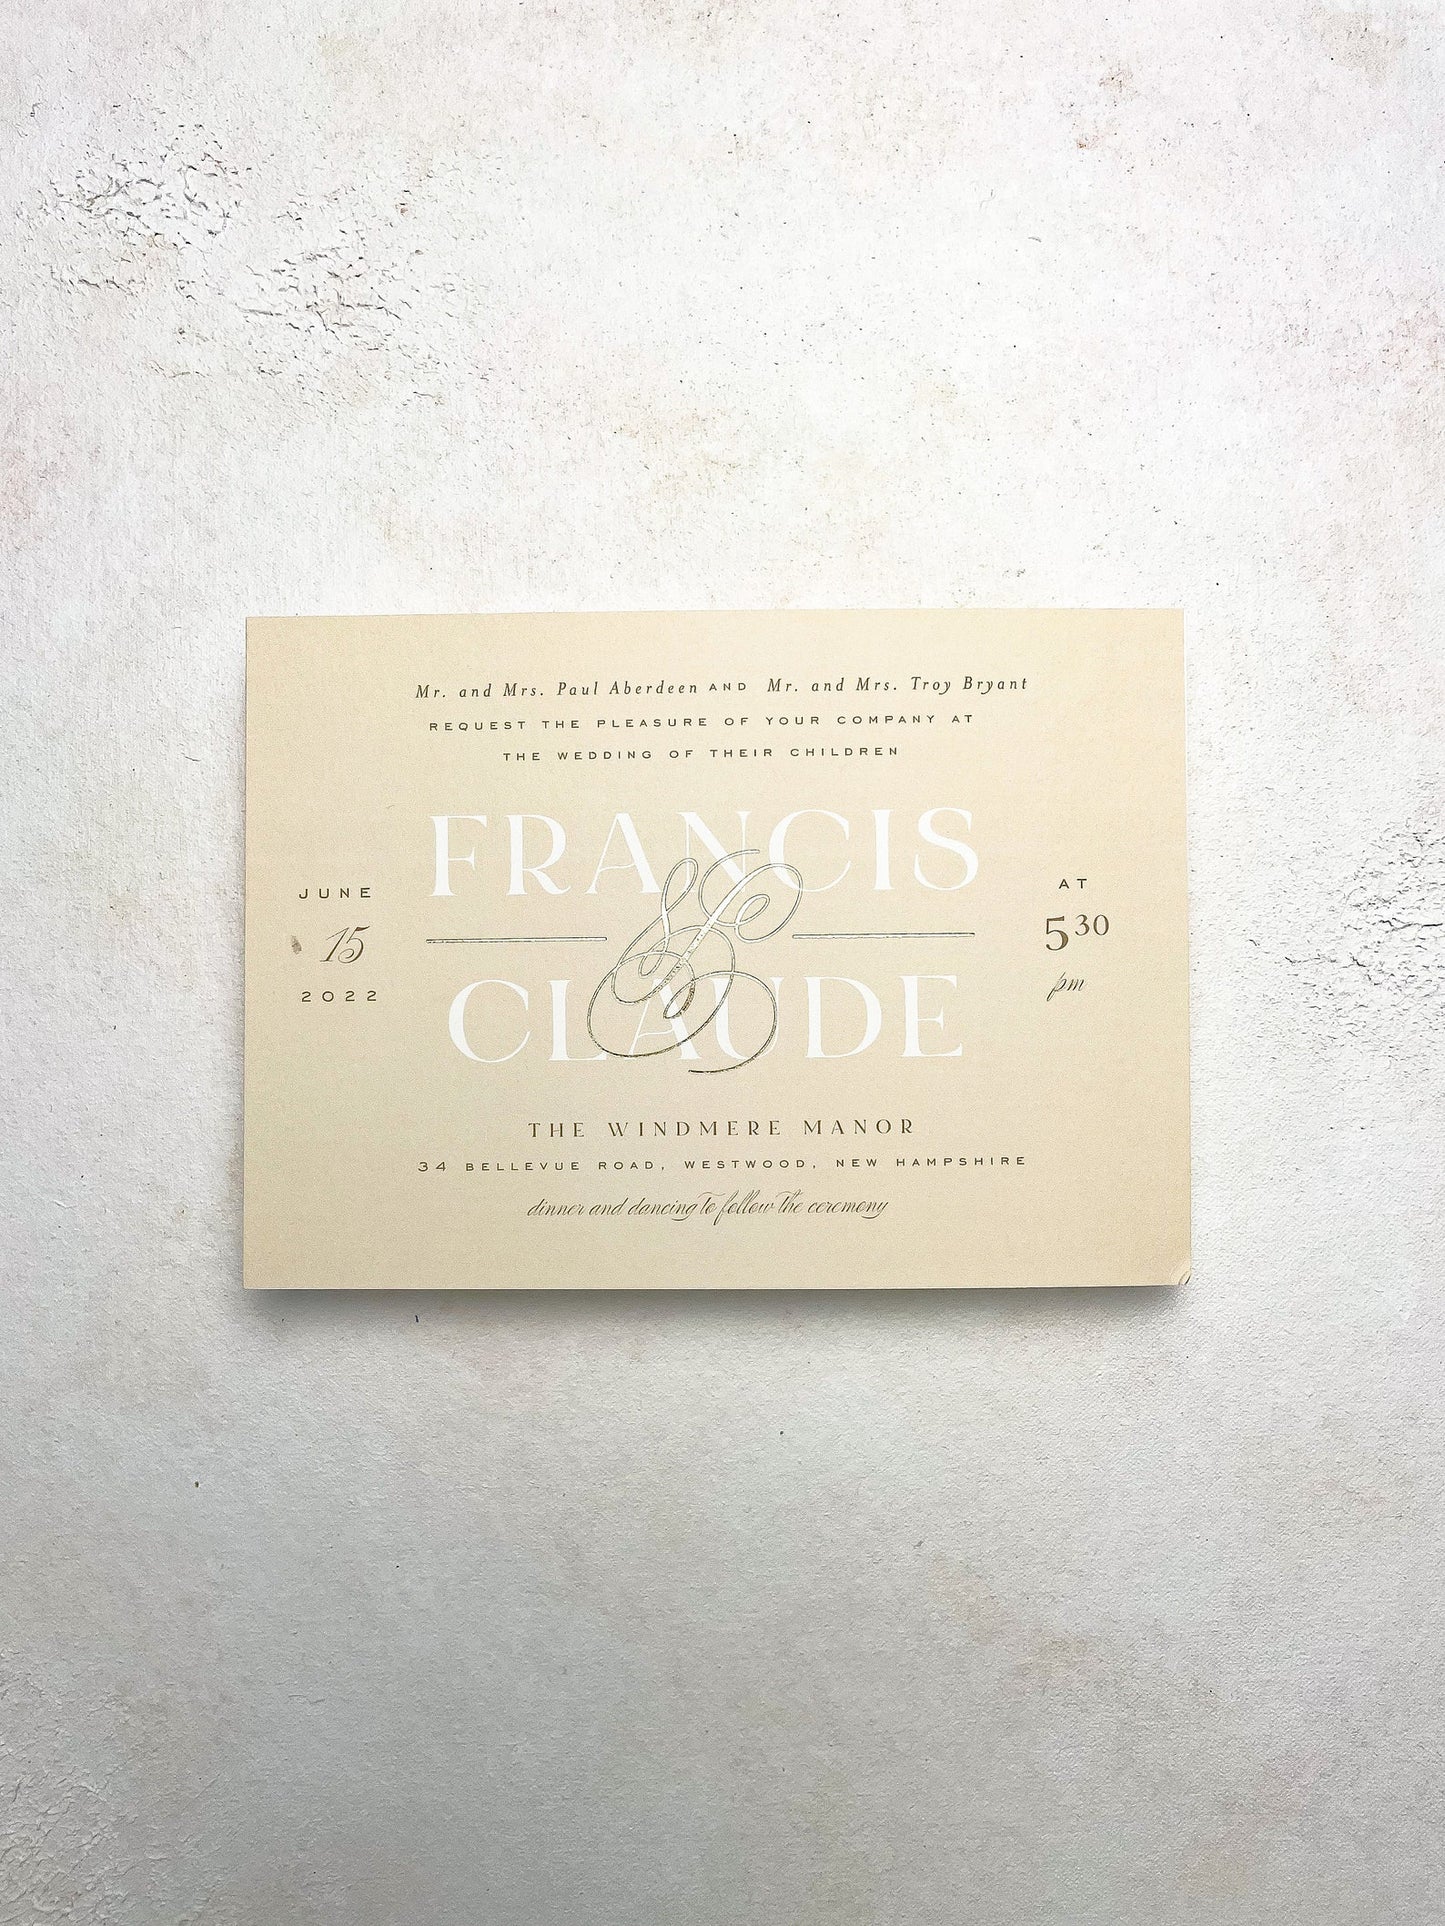 Mr. and Mrs. Paul Aberdeen AND Mr. and Mrs. Troy Bryant
REQUEST THE PLEASURE OF YOUR COMPANY AT
THE WEDDING OF THEIR CHILDREN
FRANCIS
&
CLAUDE
JUNE
15
2022
AT
5 30
pm
THE WINDMERE MANOR
34 BELLEVUE ROAD, WESTWOOD, NEW HAMPSHIRE
dinner and dancing to follow the ceremony